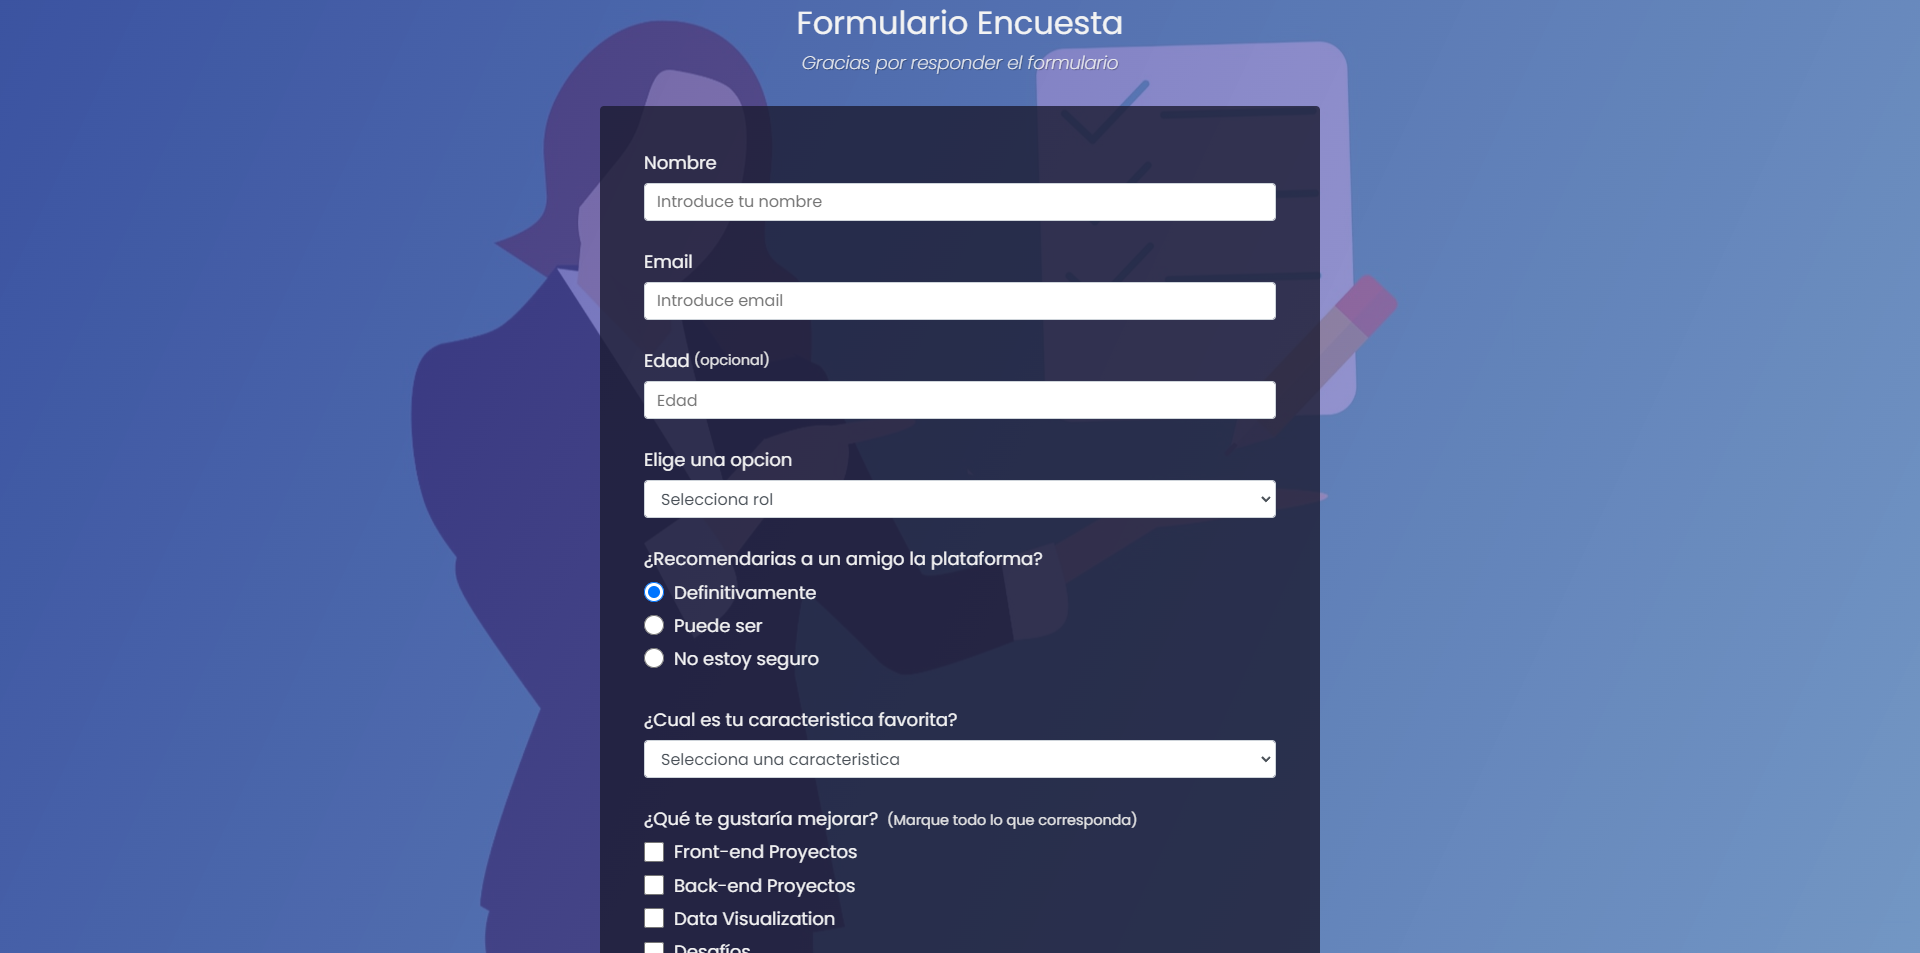 Formulario Encuesta
Gracias por responder el formulario
Nombre
Introduce tu nombre
Email
Introduce email
Edad (opcional)
Edad
Elige una opcion
Selecciona rol
¿Recomendarias a un amigo la plataforma?
Definitivamente
Puede ser
No estoy seguro
¿Cual es tu caracteristica favorita?
Selecciona una caracteristica
¿Qué te gustaría mejorar? (Marque todo lo que corresponda)
Front-end Proyectos
Back-end Proyectos
Data Visualization
Desafíos